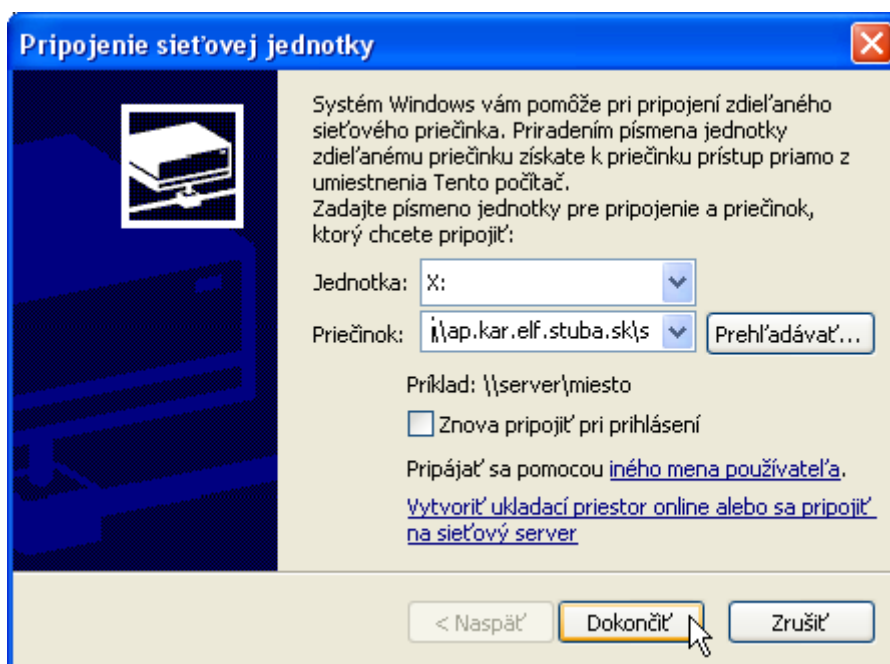 Pripojenie sieťovej jednotky
Systém Windows vám pomôže pri pripojení zdieľaného
sieťového priečinka. Priradením písmena jednotky
zdieľanému priečinku získate k priečinku prístup priamo z
umiestnenia Tento počítač.
Zadajte písmeno jednotky pre pripojenie a priečinok,
ktorý chcete pripojiť:
Jednotka: X:
Priečinok: \\ap.kar.elf.stuba.sk\s Prehľadávať...
Príklad: \\server\miesto
Znova pripojiť pri prihlásení
Pripájať sa pomocou iného mena používateľa.
Vytvoriť ukladací priestor online alebo sa pripojiť
na sieťový server
< Naspäť Dokončiť Zrušiť